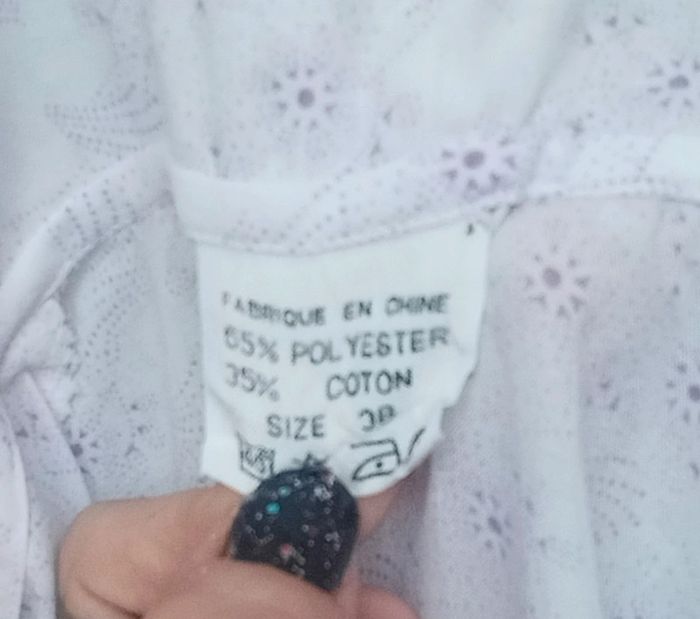 FABRIQUE EN CHINE
65% POLYESTER
35% COTON
SIZE 38